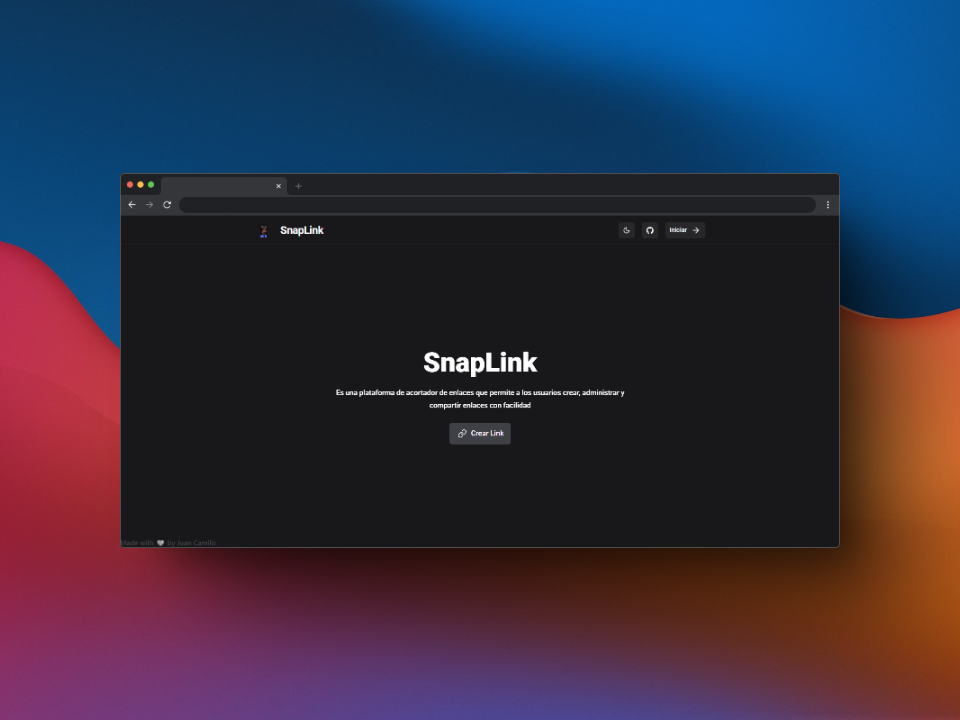 SnapLink
Iniciar
SnapLink
Es una plataforma de acortador de enlaces que permite a los usuarios crear, administrar y
compartir enlaces con facilidad
Crear Link
Made with 🤍 by Juan Camilo